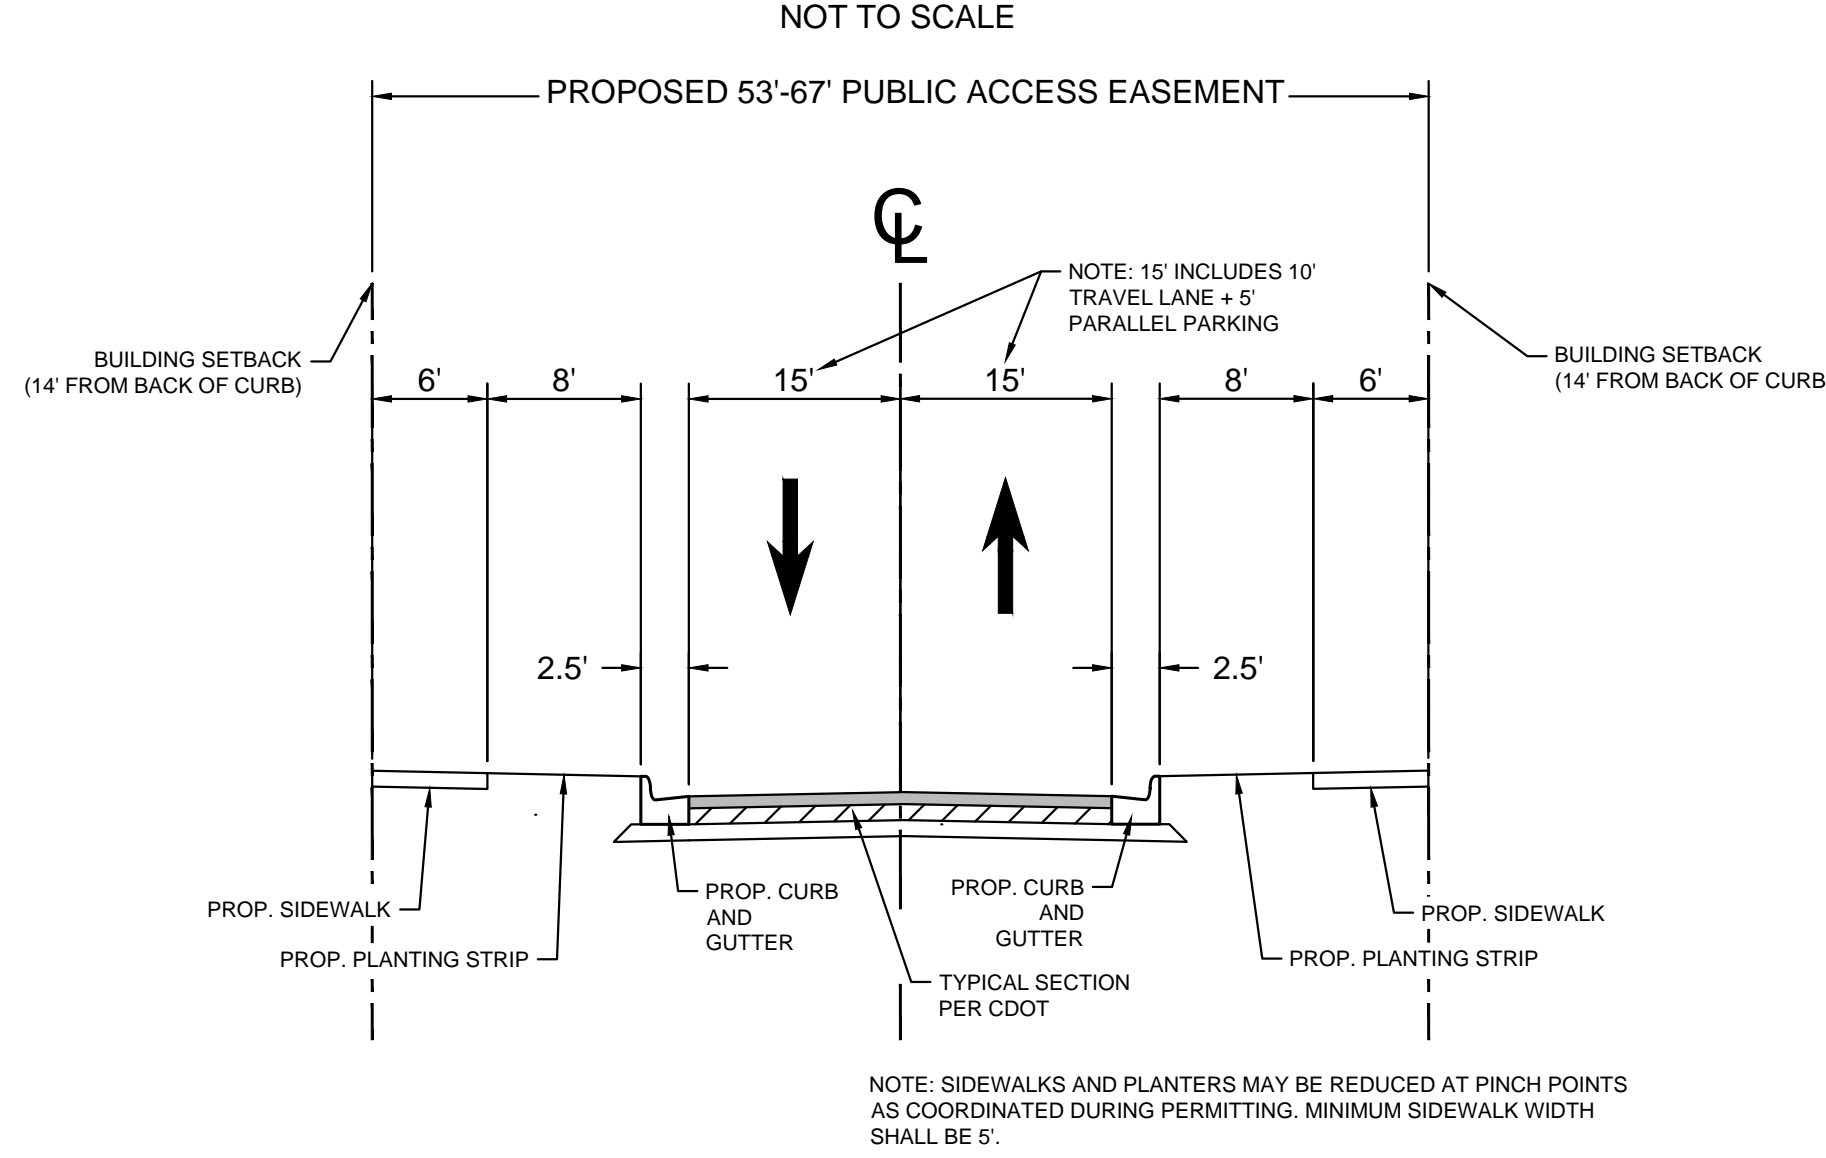 NOT TO SCALE
PROPOSED 53'-67' PUBLIC ACCESS EASEMENT
℄
NOTE: 15' INCLUDES 10'
TRAVEL LANE + 5'
PARALLEL PARKING
BUILDING SETBACK
(14' FROM BACK OF CURB)
BUILDING SETBACK
(14' FROM BACK OF CURB
6' 8' 15' 15' 8' 6'
2.5' 2.5'
PROP. SIDEWALK
PROP. PLANTING STRIP
PROP. CURB
AND
GUTTER
PROP. CURB
AND
GUTTER
TYPICAL SECTION
PER CDOT
PROP. SIDEWALK
PROP. PLANTING STRIP
NOTE: SIDEWALKS AND PLANTERS MAY BE REDUCED AT PINCH POINTS
AS COORDINATED DURING PERMITTING. MINIMUM SIDEWALK WIDTH
SHALL BE 5'.